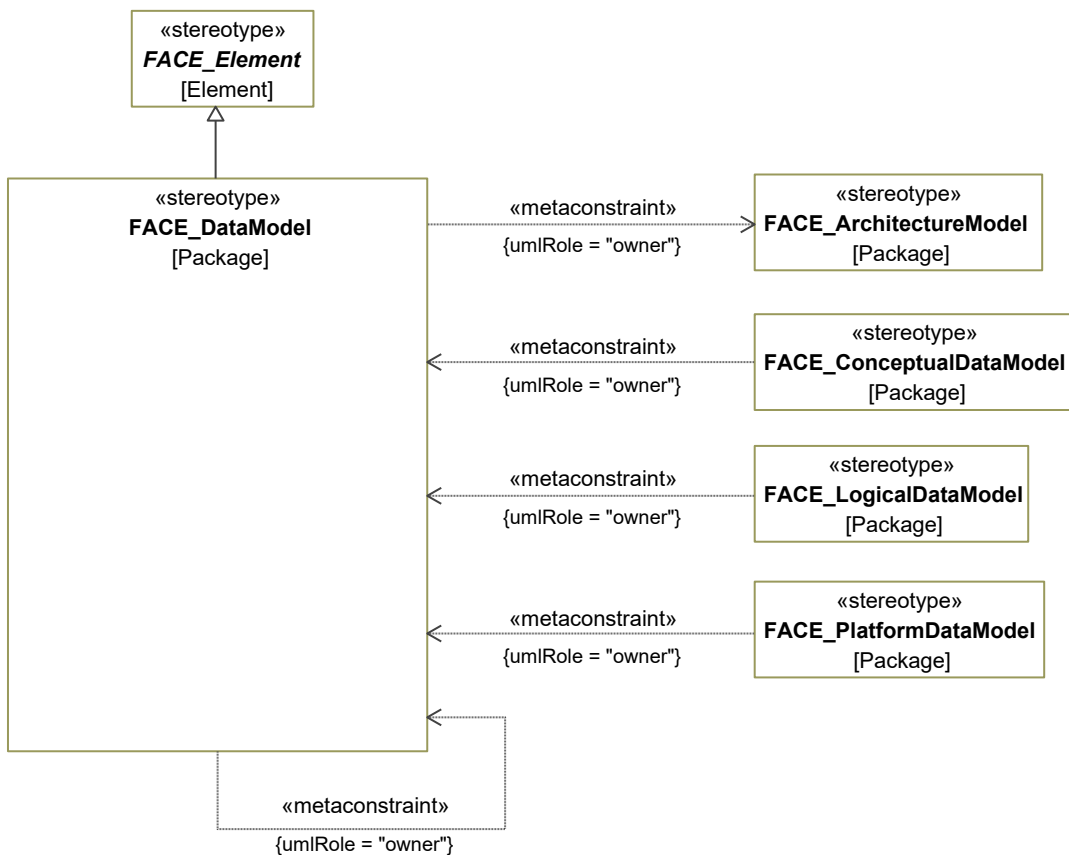 «stereotype»
FACE_Element
[Element]
«stereotype»
FACE_DataModel
[Package]
«metaconstraint»
{umlRole = "owner"}
«stereotype»
FACE_ArchitectureModel
[Package]
«metaconstraint»
{umlRole = "owner"}
«stereotype»
FACE_ConceptualDataModel
[Package]
«metaconstraint»
{umlRole = "owner"}
«stereotype»
FACE_LogicalDataModel
[Package]
«metaconstraint»
{umlRole = "owner"}
«stereotype»
FACE_PlatformDataModel
[Package]
«metaconstraint»
{umlRole = "owner"}